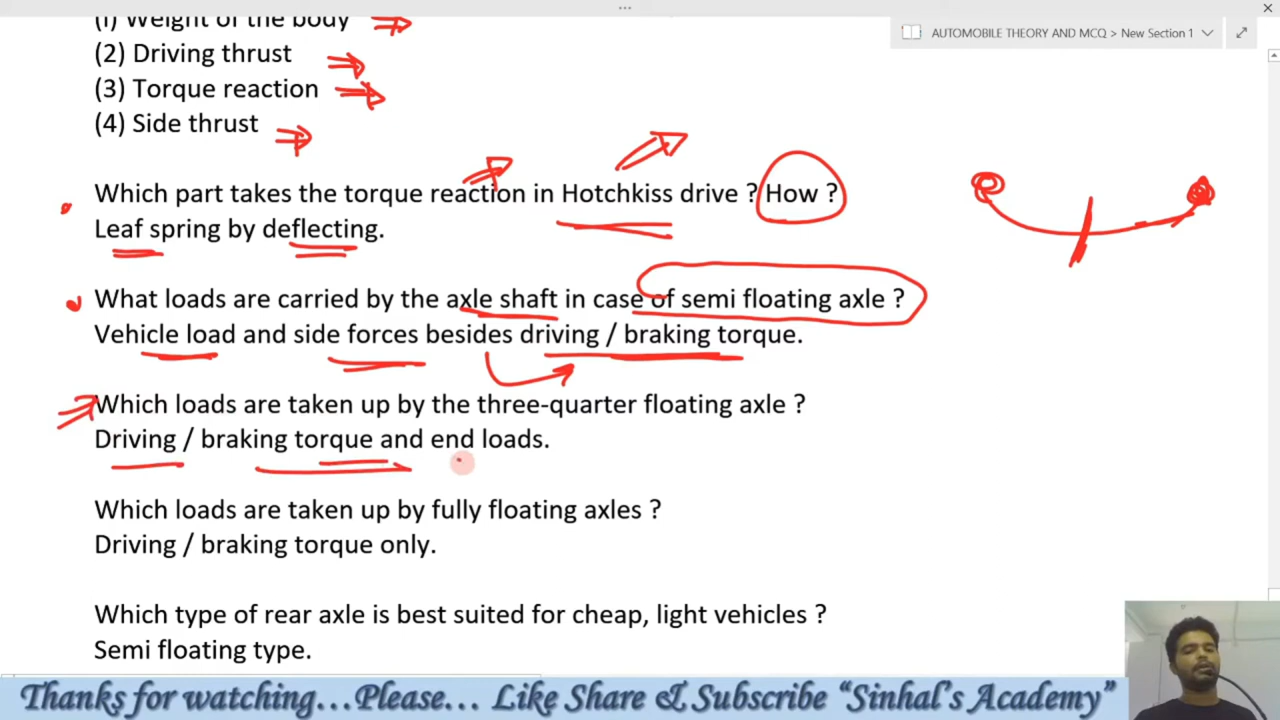 (1) Weight of the body
AUTOMOBILE THEORY AND MCQ > New Section 1
(2) Driving thrust
(3) Torque reaction
(4) Side thrust
Which part takes the torque reaction in Hotchkiss drive ? How ?
Leaf spring by deflecting.
What loads are carried by the axle shaft in case of semi floating axle ?
Vehicle load and side forces besides driving / braking torque.
Which loads are taken up by the three-quarter floating axle ?
Driving / braking torque and end loads.
Which loads are taken up by fully floating axles ?
Driving / braking torque only.
Which type of rear axle is best suited for cheap, light vehicles ?
Semi floating type.
Thanks for watching...Please... Like Share & Subscribe “Sinhal’s Academy”